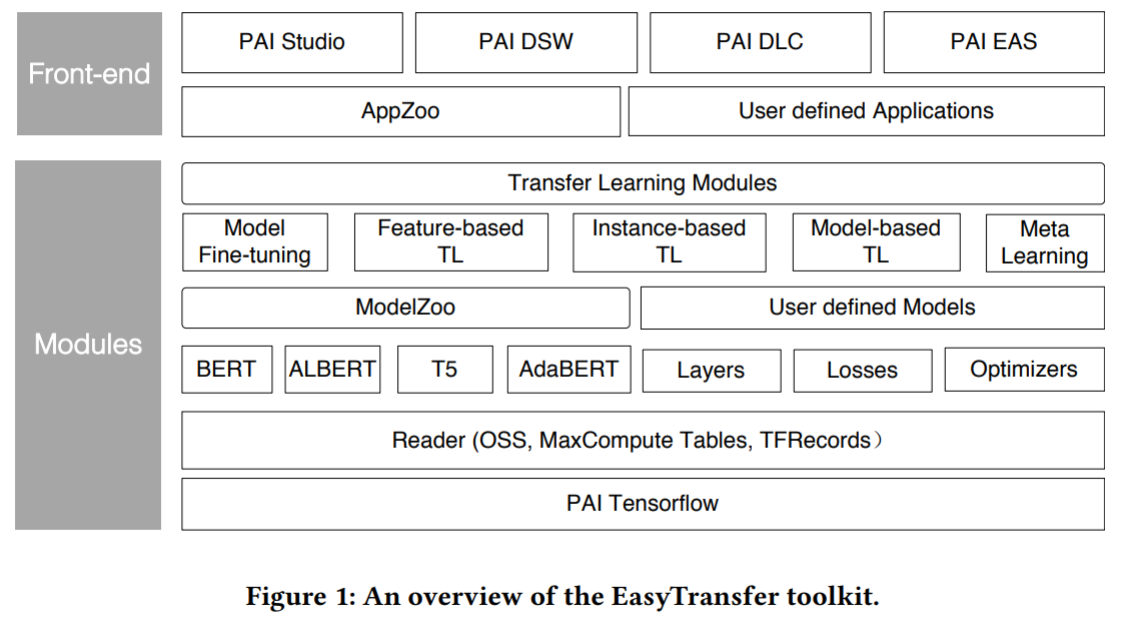 Front-end
PAI Studio
PAI DSW
PAI DLC
PAI EAS
AppZoo
User defined Applications
Modules
Transfer Learning Modules
Model
Fine-tuning
Feature-based
TL
Instance-based
TL
Model-based
TL
Meta
Learning
ModelZoo
User defined Models
BERT
ALBERT
T5
AdaBERT
Layers
Losses
Optimizers
Reader (OSS, MaxCompute Tables, TFRecords）
PAI Tensorflow
Figure 1: An overview of the EasyTransfer toolkit.